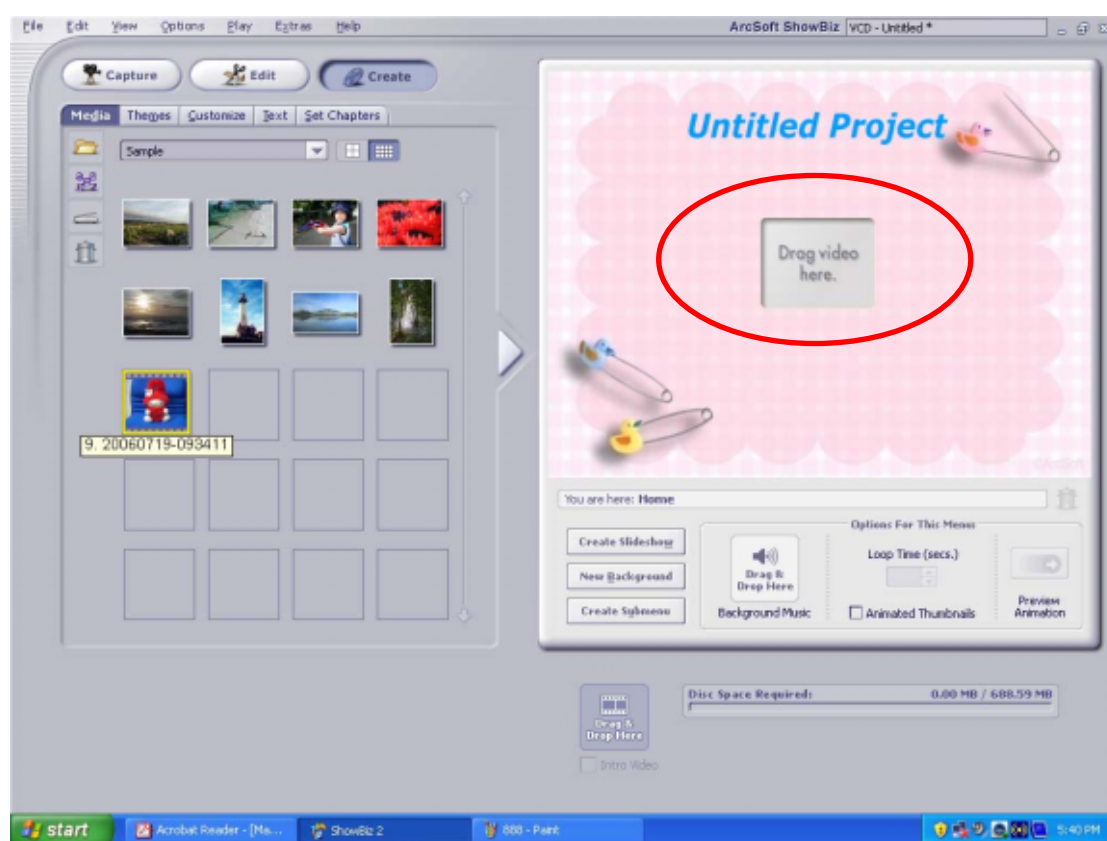 File Edit View Options Play Extras Help
ArcSoft ShowBiz VCD - Untitled *
Capture Edit Create
Media Themes Customize Text Set Chapters
Sample
9. 20060719-093411
Untitled Project
Drag video
here.
©ArcSoft
You are here: Home
Create Slideshow
New Background
Create Submenu
Drag &
Drop Here
Background Music
Options For This Menu
Loop Time (secs.)
Animated Thumbnails
Preview
Animation
Drag &
Drop Here
Intro Video
Disc Space Required: 0.00 MB / 688.59 MB
start Acrobat Reader - [Ma... ShowBiz 2 888 - Paint 5:40 PM